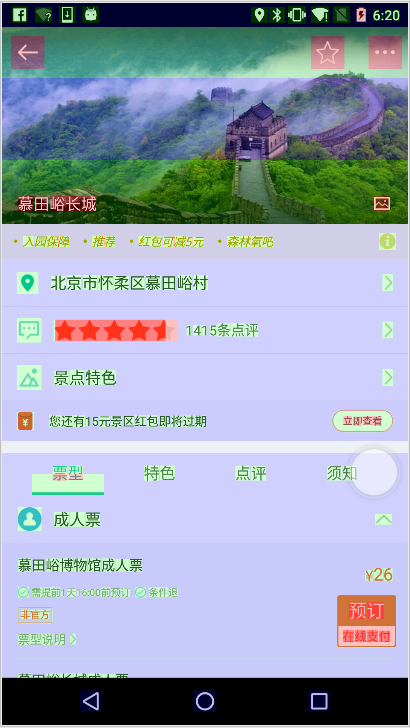 6:20
慕田峪长城
• 入园保障 • 推荐 • 红包可减5元 • 森林氧吧
北京市怀柔区慕田峪村
1415条点评
景点特色
¥ 您还有15元景区红包即将过期 立即查看
票型 特色 点评 须知
成人票
慕田峪博物馆成人票
¥26
需提前1天16:00前预订 条件退
预订
非官方
在线支付
票型说明
慕田峪长城成人票